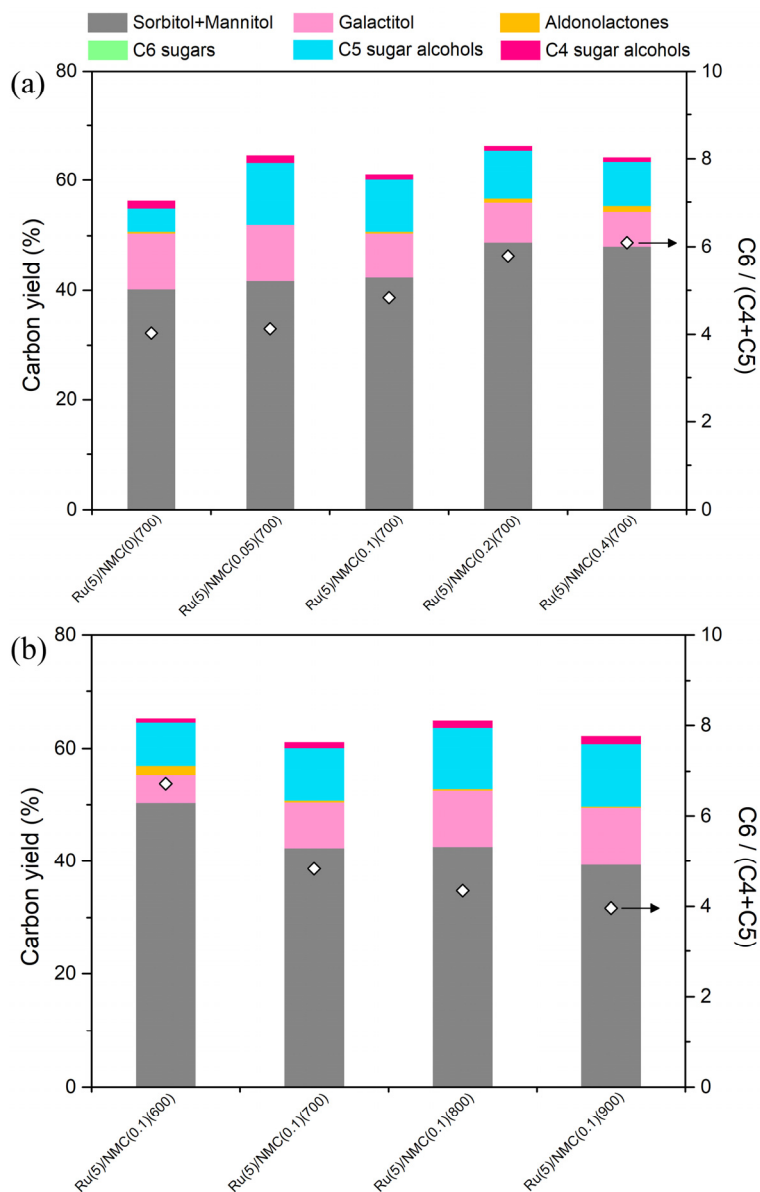 Sorbitol+Mannitol Galactitol Aldonolactones
C6 sugars C5 sugar alcohols C4 sugar alcohols
(a)
80
60
40
20
0
Carbon yield (%)
10
8
6
4
2
0
C6 / (C4+C5)
Ru(5)/NMC(0)(700)
Ru(5)/NMC(0.05)(700)
Ru(5)/NMC(0.1)(700)
Ru(5)/NMC(0.2)(700)
Ru(5)/NMC(0.4)(700)
(b)
80
60
40
20
0
Carbon yield (%)
10
8
6
4
2
0
C6 / (C4+C5)
Ru(5)/NMC(0.1)(600)
Ru(5)/NMC(0.1)(700)
Ru(5)/NMC(0.1)(800)
Ru(5)/NMC(0.1)(900)